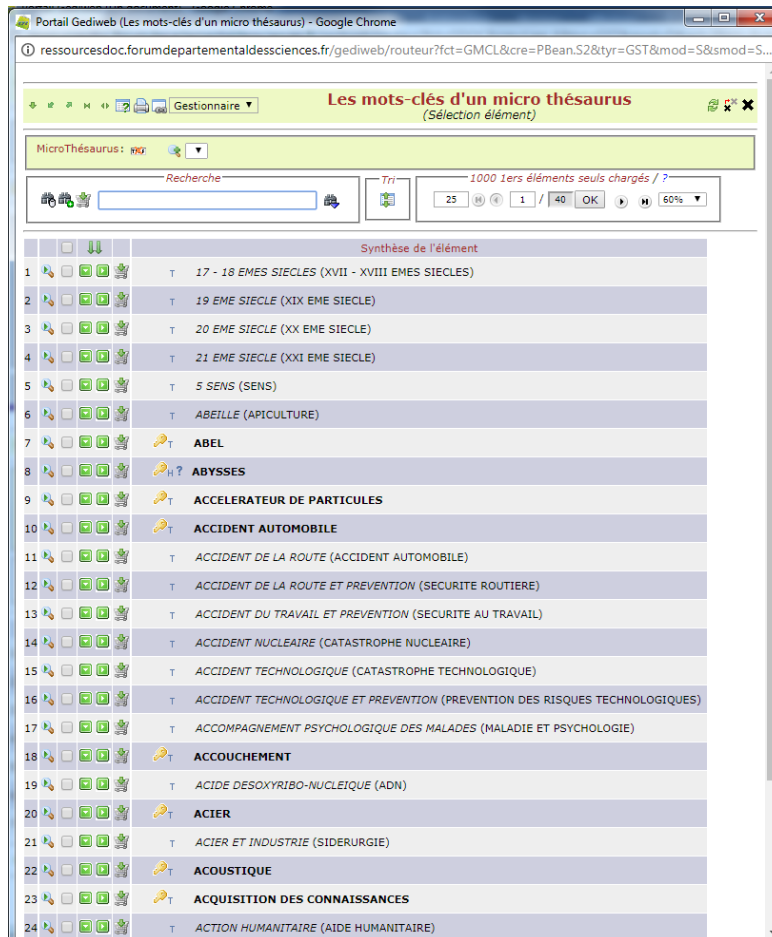 Portail Gediweb (Les mots-clés d'un micro thésaurus) - Google Chrome
ressourcesdoc.forumdepartementaldessciences.fr/gediweb/routeur?fct=GMCL&cre=PBean.S2&tyr=GST&mod=S&smod=S...
Gestionnaire
Les mots-clés d'un micro thésaurus
(Sélection élément)
MicroThésaurus:
Recherche
Tri
1000 1ers éléments seuls chargés / ?
25 1 / 40 OK 60%
Synthèse de l'élément
1 T 17 - 18 EMES SIECLES (XVII - XVIII EMES SIECLES)
2 T 19 EME SIECLE (XIX EME SIECLE)
3 T 20 EME SIECLE (XX EME SIECLE)
4 T 21 EME SIECLE (XXI EME SIECLE)
5 T 5 SENS (SENS)
6 T ABEILLE (APICULTURE)
7 T ABEL
8 H ? ABYSSES
9 T ACCELERATEUR DE PARTICULES
10 T ACCIDENT AUTOMOBILE
11 T ACCIDENT DE LA ROUTE (ACCIDENT AUTOMOBILE)
12 T ACCIDENT DE LA ROUTE ET PREVENTION (SECURITE ROUTIERE)
13 T ACCIDENT DU TRAVAIL ET PREVENTION (SECURITE AU TRAVAIL)
14 T ACCIDENT NUCLEAIRE (CATASTROPHE NUCLEAIRE)
15 T ACCIDENT TECHNOLOGIQUE (CATASTROPHE TECHNOLOGIQUE)
16 T ACCIDENT TECHNOLOGIQUE ET PREVENTION (PREVENTION DES RISQUES TECHNOLOGIQUES)
17 T ACCOMPAGNEMENT PSYCHOLOGIQUE DES MALADES (MALADIE ET PSYCHOLOGIE)
18 T ACCOUCHEMENT
19 T ACIDE DESOXYRIBO-NUCLEIQUE (ADN)
20 T ACIER
21 T ACIER ET INDUSTRIE (SIDERURGIE)
22 T ACOUSTIQUE
23 T ACQUISITION DES CONNAISSANCES
24 T ACTION HUMANITAIRE (AIDE HUMANITAIRE)